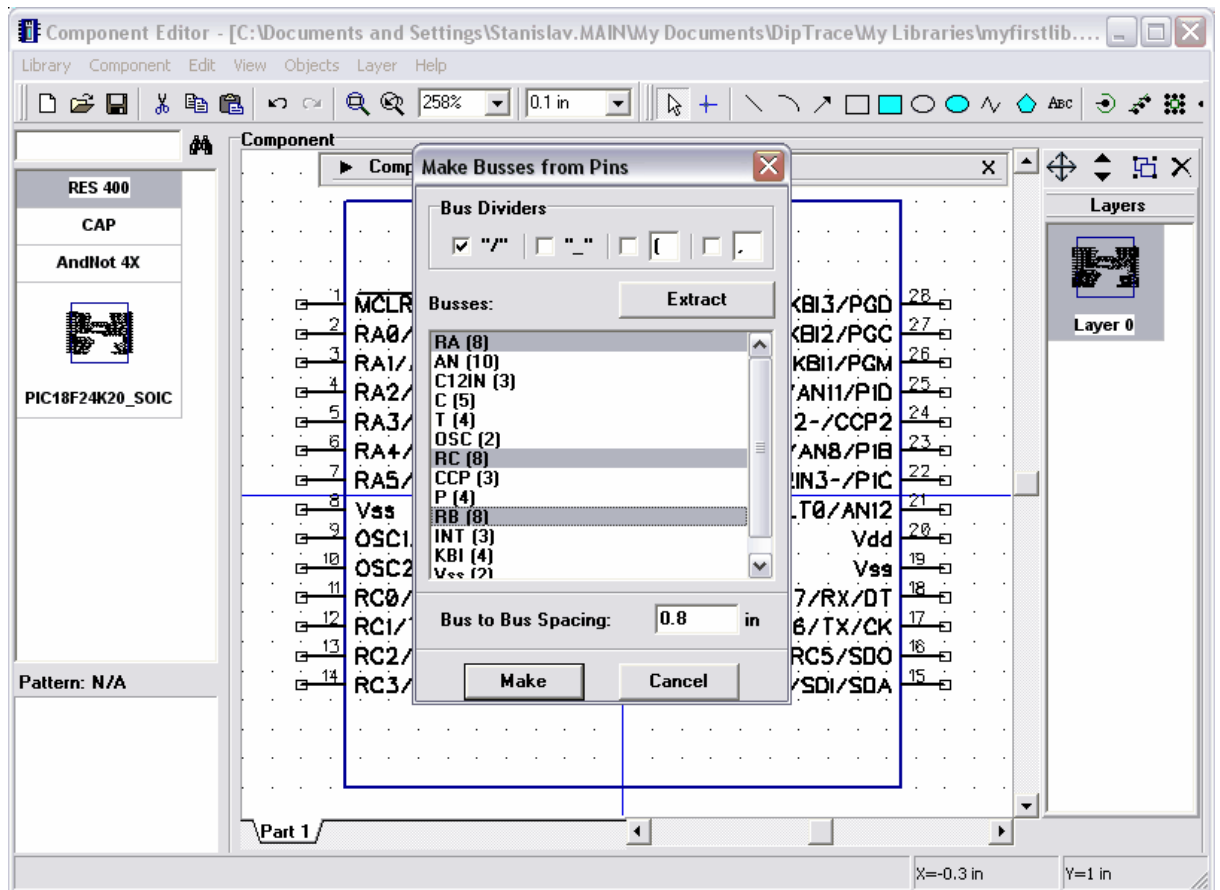 Component Editor - [C:\Documents and Settings\Stanislav.MAIN\My Documents\DipTrace\My Libraries\myfirstlib....
Library Component Edit View Objects Layer Help
258% 0.1 in ABC
Component
RES 400
CAP
AndNot 4X
PIC18F24K20_SOIC
Pattern: N/A
Comp X
Make Busses from Pins
Bus Dividers
"/" "_" ( ,
Busses: Extract
RA (8)
AN (10)
C12IN (3)
C (5)
T (4)
OSC (2)
RC (8)
CCP (3)
P (4)
RB (8)
INT (3)
KBI (4)
Vss (2)
Bus to Bus Spacing: 0.8 in
Make Cancel
1 MCLR
2 RA0/
3 RA1/
4 RA2/
5 RA3/
6 RA4/
7 RA5/
8 Vss
9 OSC1
10 OSC2
11 RC0/
12 RC1/
13 RC2/
14 RC3/
KBI3/PGD 28
KBI2/PGC 27
KBI1/PGM 26
/AN11/P1D 25
2-/CCP2 24
/AN8/P1B 23
IN3-/P1C 22
LT0/AN12 21
Vdd 20
Vss 19
7/RX/DT 18
6/TX/CK 17
RC5/SDO 16
/SDI/SDA 15
Layers
Layer 0
Part 1
X=-0.3 in Y=1 in